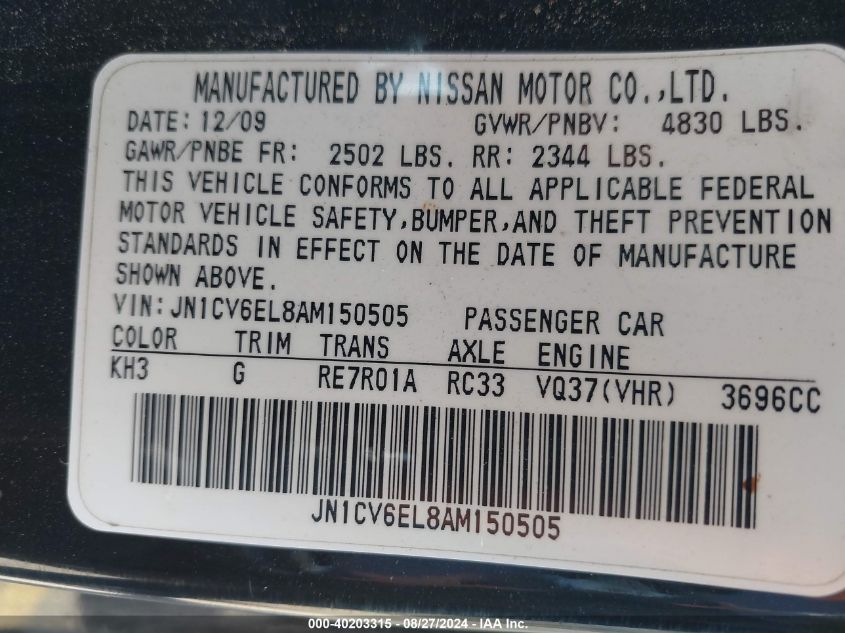 MANUFACTURED BY NISSAN MOTOR CO.,LTD.
DATE: 12/09 GVWR/PNBV: 4830 LBS.
GAWR/PNBE FR: 2502 LBS. RR: 2344 LBS.
THIS VEHICLE CONFORMS TO ALL APPLICABLE FEDERAL
MOTOR VEHICLE SAFETY,BUMPER,AND THEFT PREVENTION
STANDARDS IN EFFECT ON THE DATE OF MANUFACTURE
SHOWN ABOVE.
VIN:JN1CV6EL8AM150505 PASSENGER CAR
COLOR TRIM TRANS AXLE ENGINE
KH3 G RE7R01A RC33 VQ37(VHR) 3696CC
JN1CV6EL8AM150505
000-40203315 - 08/27/2024 - IAA Inc.